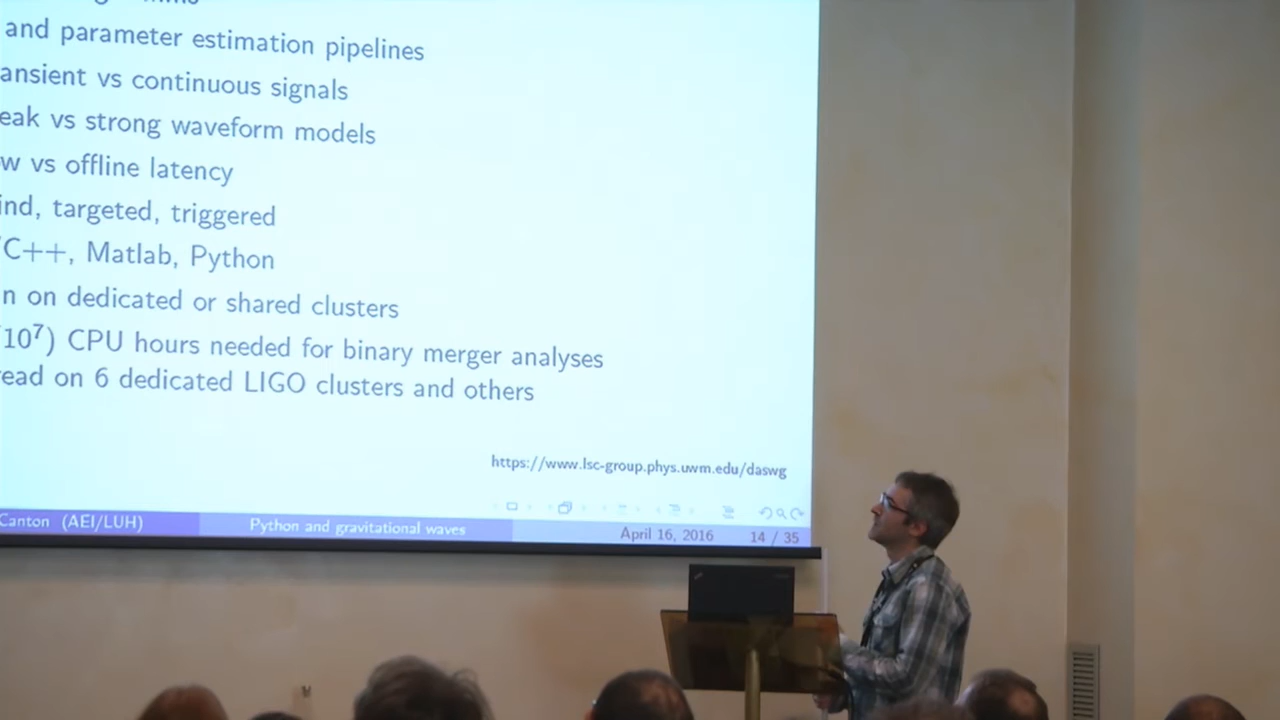 and parameter estimation pipelines
ansient vs continuous signals
eak vs strong waveform models
w vs offline latency
ind, targeted, triggered
C++, Matlab, Python
n on dedicated or shared clusters
10⁷) CPU hours needed for binary merger analyses
ead on 6 dedicated LIGO clusters and others
https://www.lsc-group.phys.uwm.edu/daswg
Canton (AEI/LUH) Python and gravitational waves April 16, 2016 14 / 35